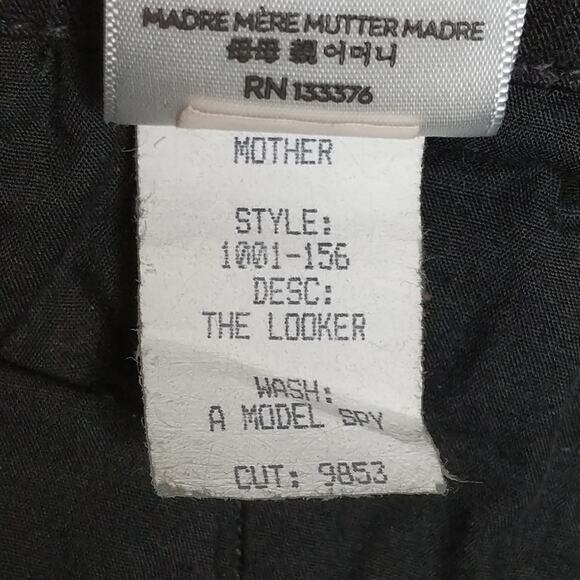 MADRE MÈRE MUTTER MADRE
母母 親 어머니
RN 133376
MOTHER
STYLE:
1001-156
DESC:
THE LOOKER
WASH:
A MODEL SPY
CUT: 9853